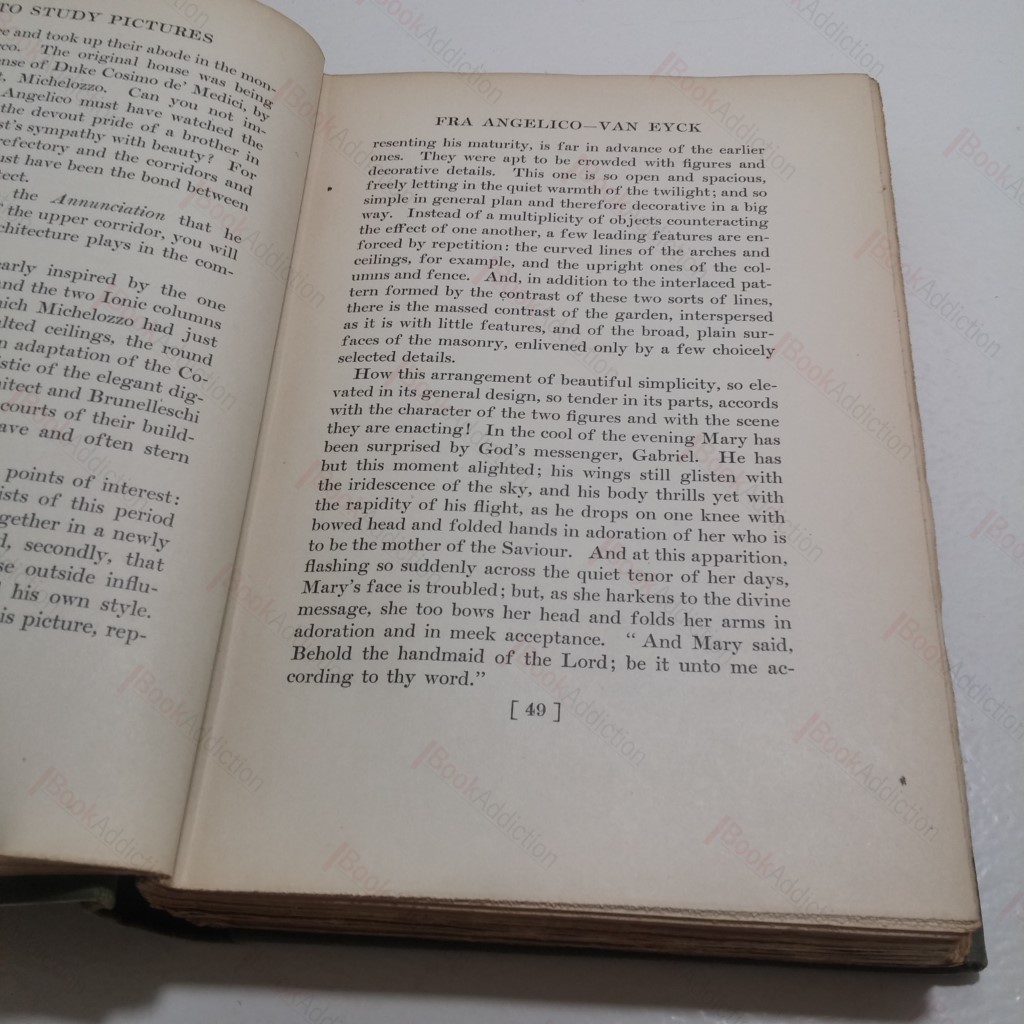 TO STUDY PICTURES
and took up their abode in the mon-
The original house was being
of Duke Cosimo de' Medici, by
Michelozzo. Can you not im-
Angelico must have watched the
the devout pride of a brother in
sympathy with beauty? For
refectory and the corridors and
must have been the bond between
the Annunciation that he
the upper corridor, you will
architecture plays in the com-
inspired by the one
and the two Ionic columns
which Michelozzo had just
ceilings, the round
adaptation of the Co-
of the elegant dig-
and Brunelleschi
courts of their build-
and often stern
points of interest:
of this period
together in a newly
secondly, that
outside influ-
his own style.
picture, rep-
FRA ANGELICO—VAN EYCK
resenting his maturity, is far in advance of the earlier
ones. They were apt to be crowded with figures and
decorative details. This one is so open and spacious,
freely letting in the quiet warmth of the twilight; and so
simple in general plan and therefore decorative in a big
way. Instead of a multiplicity of objects counteracting
the effect of one another, a few leading features are en-
forced by repetition: the curved lines of the arches and
ceilings, for example, and the upright ones of the col-
umns and fence. And, in addition to the interlaced pat-
tern formed by the contrast of these two sorts of lines,
there is the massed contrast of the garden, interspersed
as it is with little features, and of the broad, plain sur-
faces of the masonry, enlivened only by a few choicely
selected details.
How this arrangement of beautiful simplicity, so ele-
vated in its general design, so tender in its parts, accords
with the character of the two figures and with the scene
they are enacting! In the cool of the evening Mary has
been surprised by God's messenger, Gabriel. He has
but this moment alighted; his wings still glisten with
the iridescence of the sky, and his body thrills yet with
the rapidity of his flight, as he drops on one knee with
bowed head and folded hands in adoration of her who is
to be the mother of the Saviour. And at this apparition,
flashing so suddenly across the quiet tenor of her days,
Mary's face is troubled; but, as she harkens to the divine
message, she too bows her head and folds her arms in
adoration and in meek acceptance. "And Mary said,
Behold the handmaid of the Lord; be it unto me ac-
cording to thy word."
[ 49 ]
BookAddiction